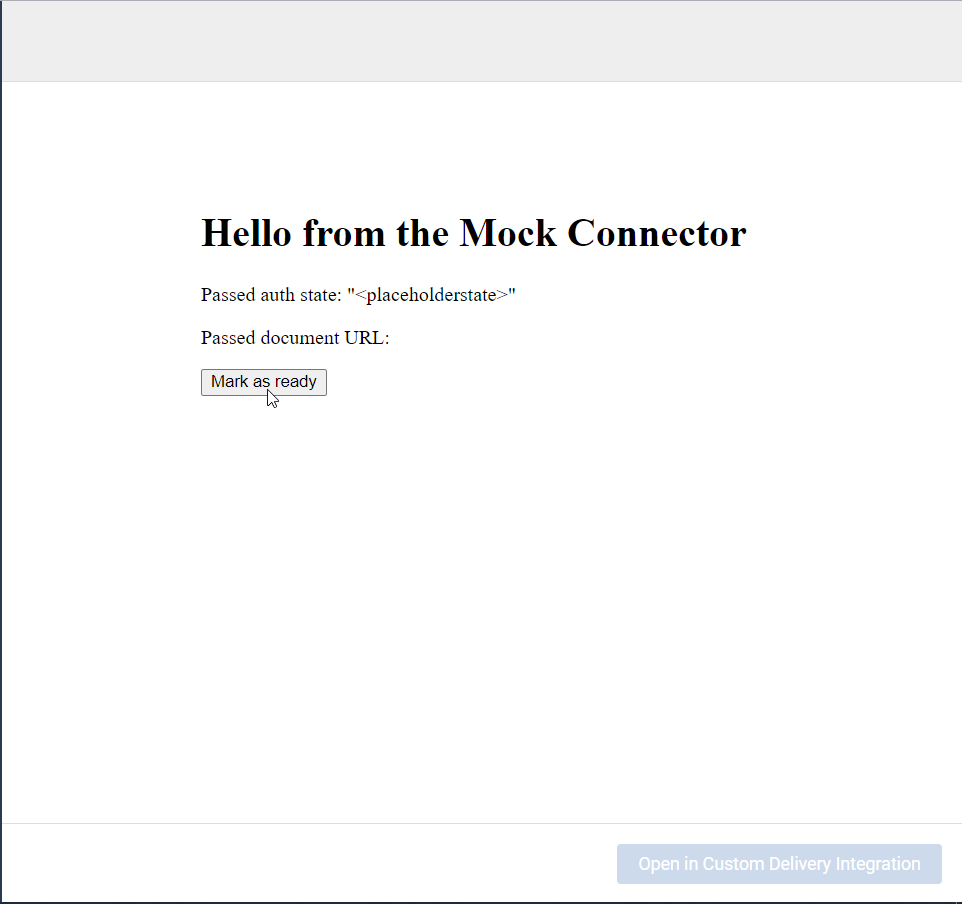 Hello from the Mock Connector
Passed auth state: "<placeholderstate>"
Passed document URL:
Mark as ready
Open in Custom Delivery Integration